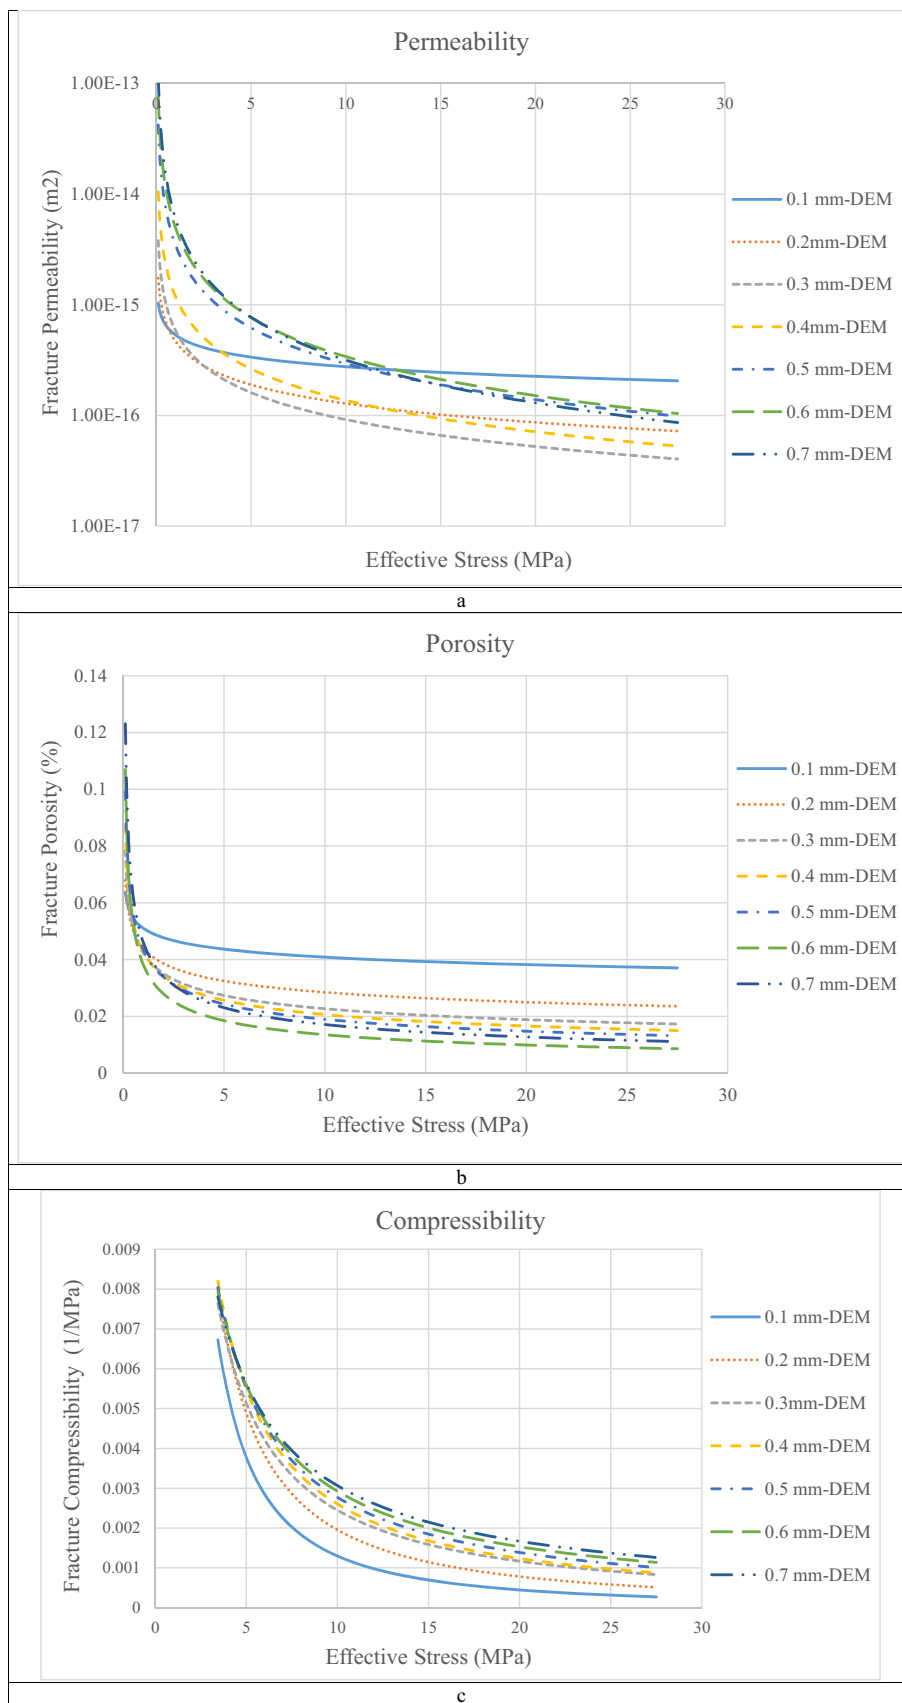 Permeability
1.00E-13
0 5 10 15 20 25 30
1.00E-14
1.00E-15
1.00E-16
1.00E-17
Fracture Permeability (m2)
Effective Stress (MPa)
0.1 mm-DEM
0.2mm-DEM
0.3 mm-DEM
0.4mm-DEM
0.5 mm-DEM
0.6 mm-DEM
0.7 mm-DEM
a
Porosity
0.14
0.12
0.1
0.08
0.06
0.04
0.02
0
0 5 10 15 20 25 30
Fracture Porosity (%)
Effective Stress (MPa)
0.1 mm-DEM
0.2 mm-DEM
0.3 mm-DEM
0.4 mm-DEM
0.5 mm-DEM
0.6 mm-DEM
0.7 mm-DEM
b
Compressibility
0.009
0.008
0.007
0.006
0.005
0.004
0.003
0.002
0.001
0
0 5 10 15 20 25 30
Fracture Compressibility (1/MPa)
Effective Stress (MPa)
0.1 mm-DEM
0.2 mm-DEM
0.3mm-DEM
0.4 mm-DEM
0.5 mm-DEM
0.6 mm-DEM
0.7 mm-DEM
c